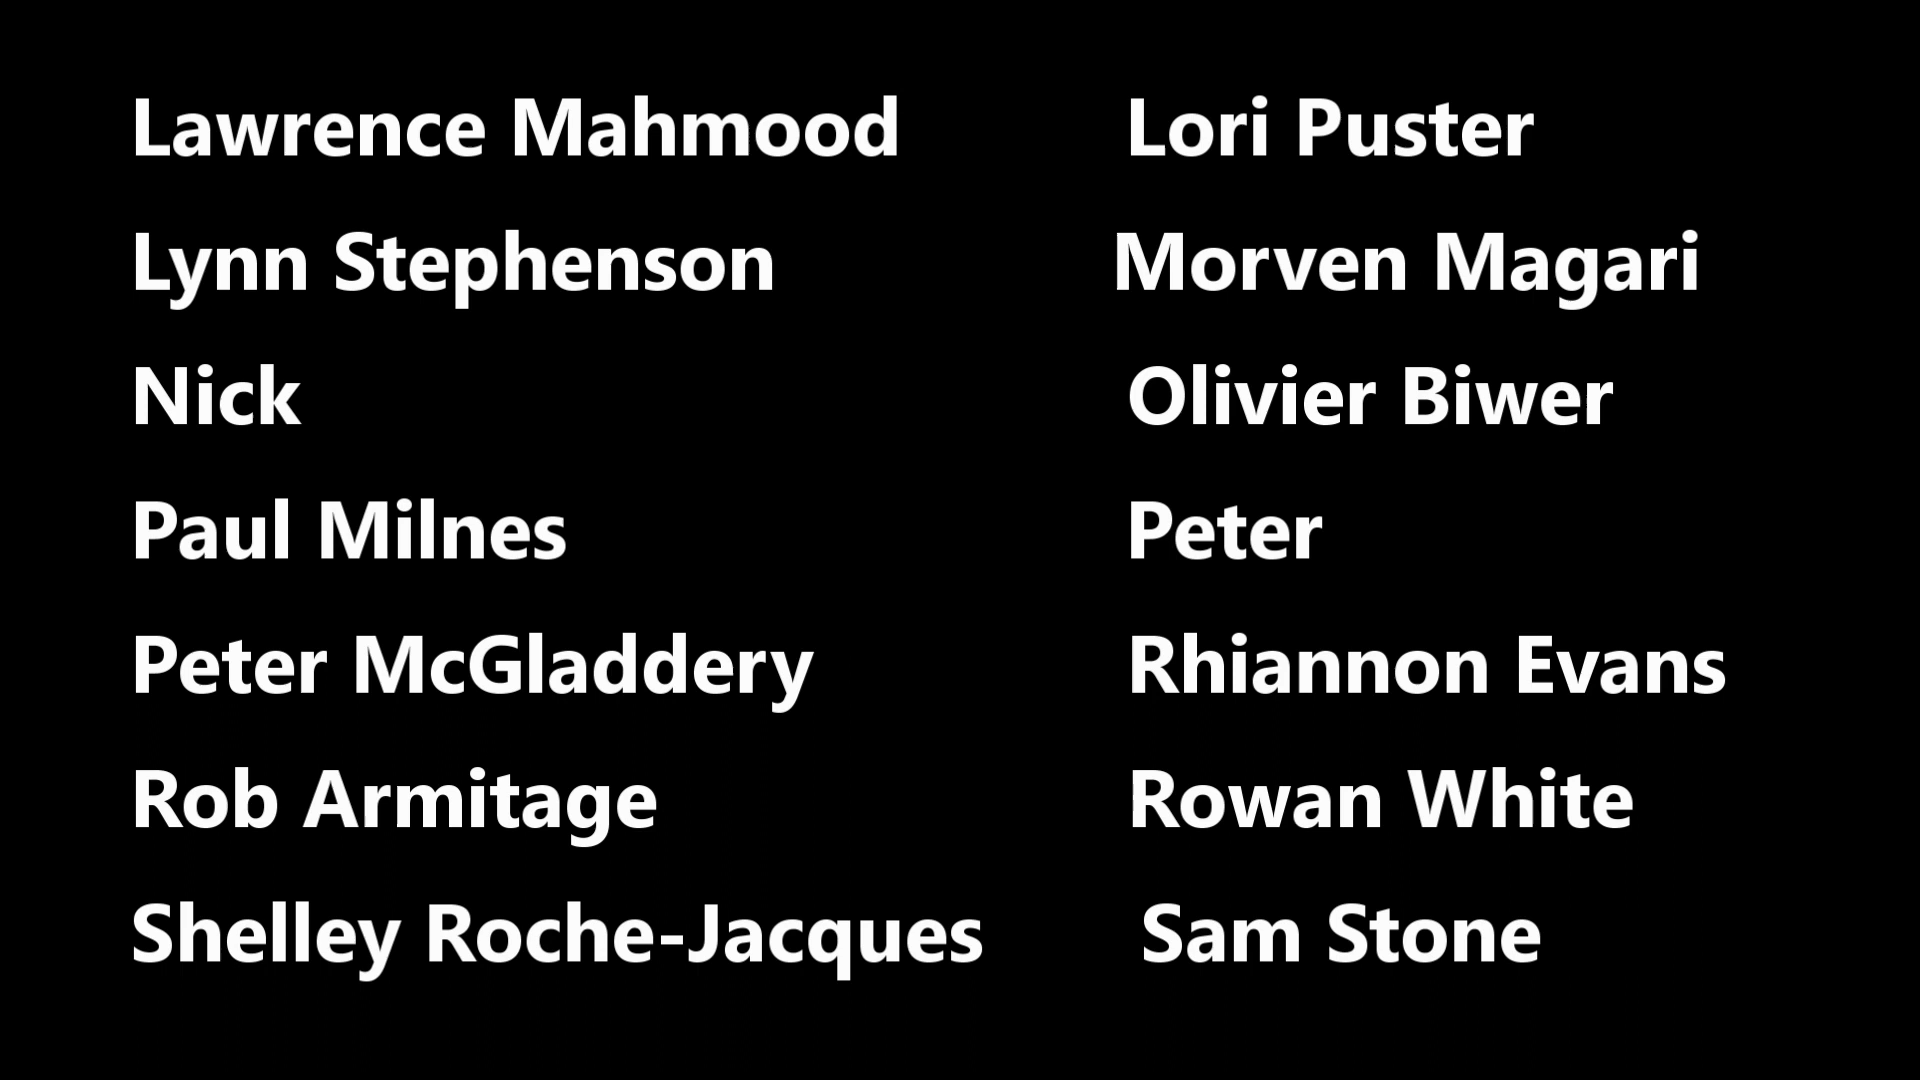 Lawrence Mahmood Lori Puster
Lynn Stephenson Morven Magari
Nick Olivier Biwer
Paul Milnes Peter
Peter McGladdery Rhiannon Evans
Rob Armitage Rowan White
Shelley Roche-Jacques Sam Stone